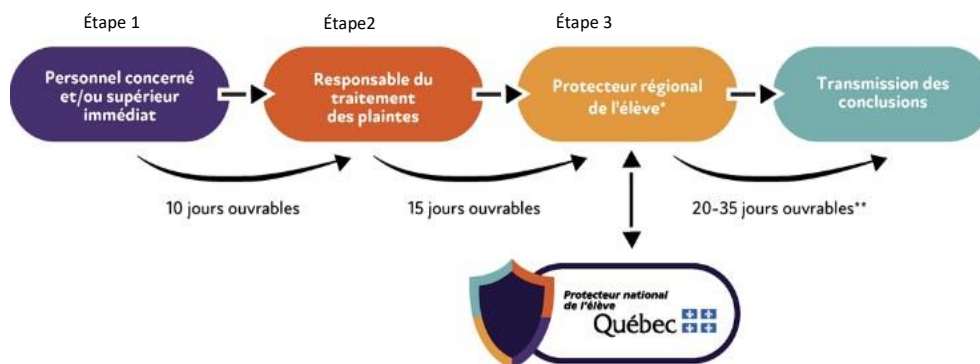 Étape 1
Étape2
Étape 3
Personnel concerné
et/ou supérieur
immédiat
Responsable du
traitement
des plaintes
Protecteur régional
de l'élève*
Transmission des
conclusions
10 jours ouvrables
15 jours ouvrables
20-35 jours ouvrables**
Protecteur national
de l'élève
Québec